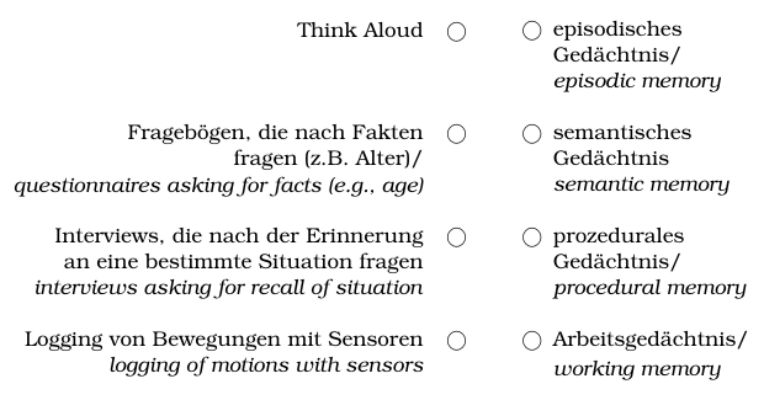 Think Aloud
episodisches
Gedächtnis/
episodic memory
Fragebögen, die nach Fakten
fragen (z.B. Alter)/
questionnaires asking for facts (e.g., age)
semantisches
Gedächtnis
semantic memory
Interviews, die nach der Erinnerung
an eine bestimmte Situation fragen
interviews asking for recall of situation
prozedurales
Gedächtnis/
procedural memory
Logging von Bewegungen mit Sensoren
logging of motions with sensors
Arbeitsgedächtnis/
working memory